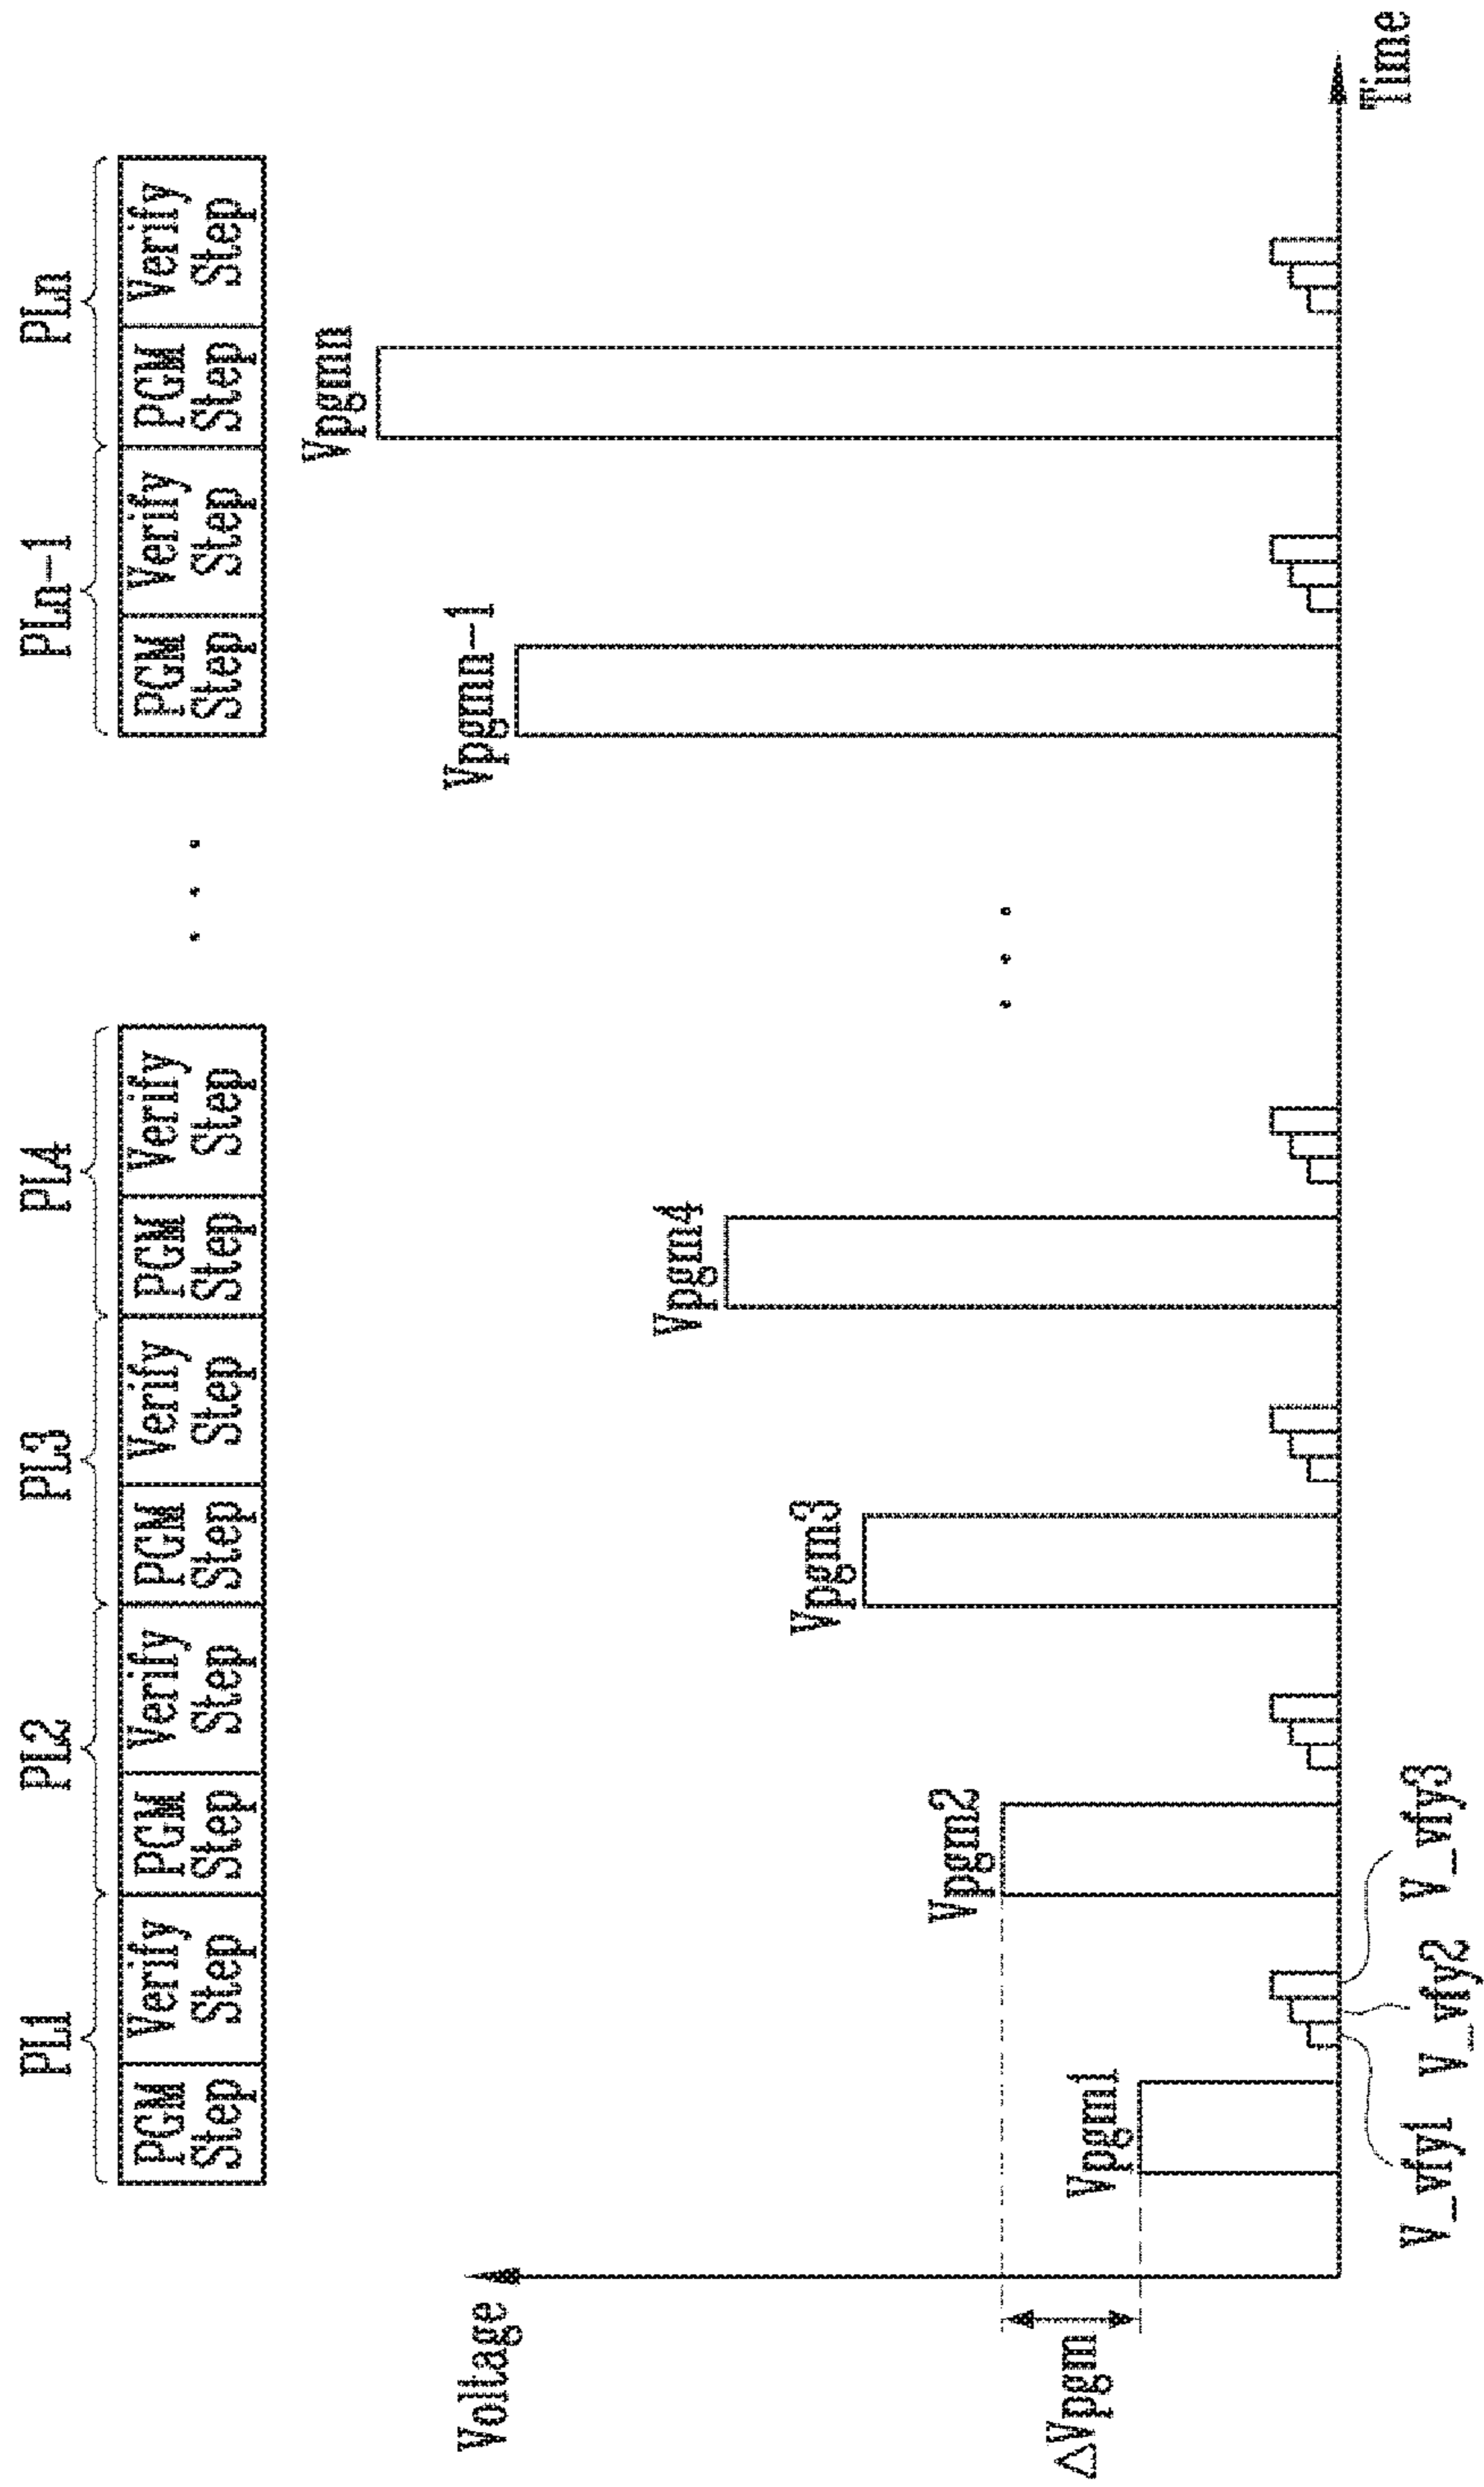 PL1
PL2
PL3
PL4
PLn-1
PLn
PGM
Step
Verify
Step
PGM
Step
Verify
Step
PGM
Step
Verify
Step
PGM
Step
Verify
Step
. . .
PGM
Step
Verify
Step
PGM
Step
Verify
Step
Voltage
Vpgmn
Vpgmn-1
Vpgm4
Vpgm3
Vpgm2
. . .
Vpgm1
△Vpgm
Time
V_vfy1
V_vfy2
V_vfy3